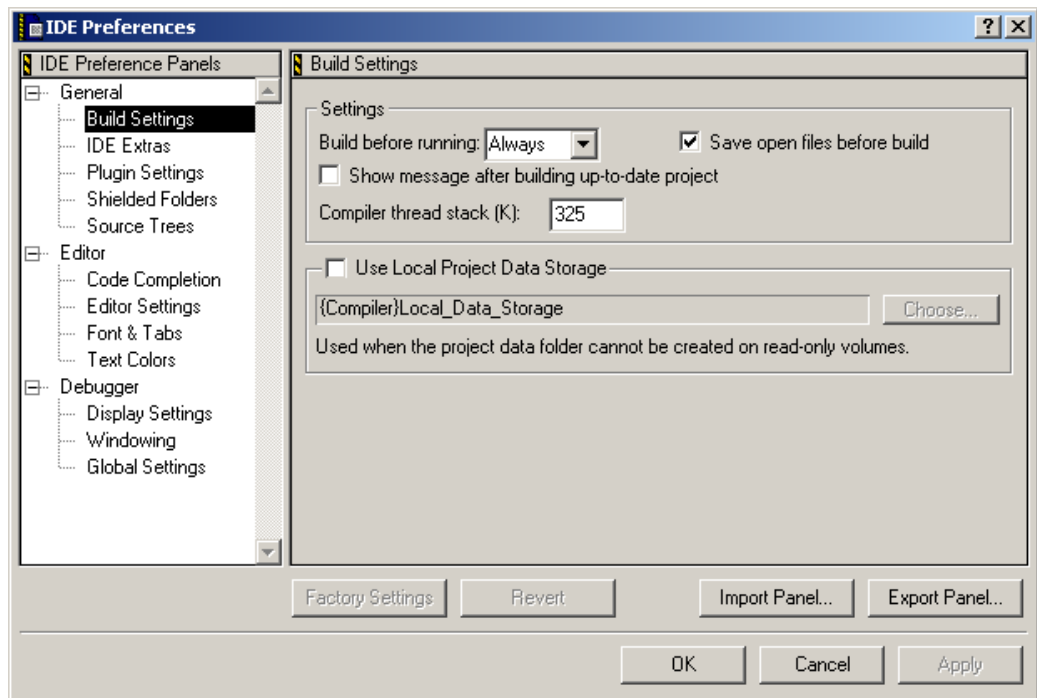 IDE Preferences
IDE Preference Panels
General
Build Settings
IDE Extras
Plugin Settings
Shielded Folders
Source Trees
Editor
Code Completion
Editor Settings
Font & Tabs
Text Colors
Debugger
Display Settings
Windowing
Global Settings
Build Settings
Settings
Build before running: Always Save open files before build
Show message after building up-to-date project
Compiler thread stack (K): 325
Use Local Project Data Storage
{Compiler}Local_Data_Storage Choose...
Used when the project data folder cannot be created on read-only volumes.
Factory Settings Revert Import Panel... Export Panel...
OK Cancel Apply